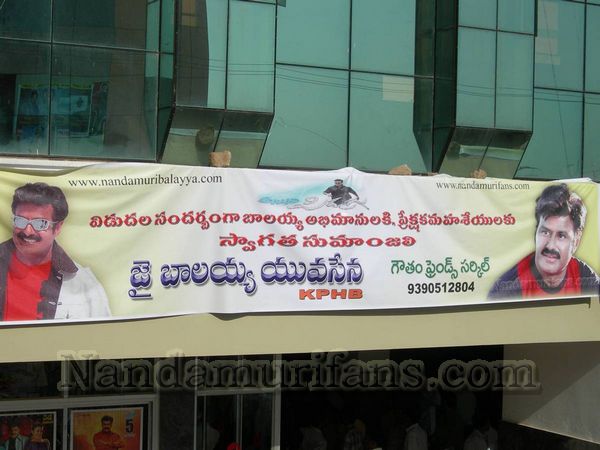 www.nandamuribalayya.com
www.nandamurifans.com
విడుదల సందర్భంగా బాలయ్య అభిమానులకి, ప్రేక్షకమహాశేయులకు
స్వాగత సుమాంజలి
జై బాలయ్య యువసేన
KPHB
గౌతం ఫ్రెండ్స్ సర్కిల్
9390512804
Nandamurifans.com
5